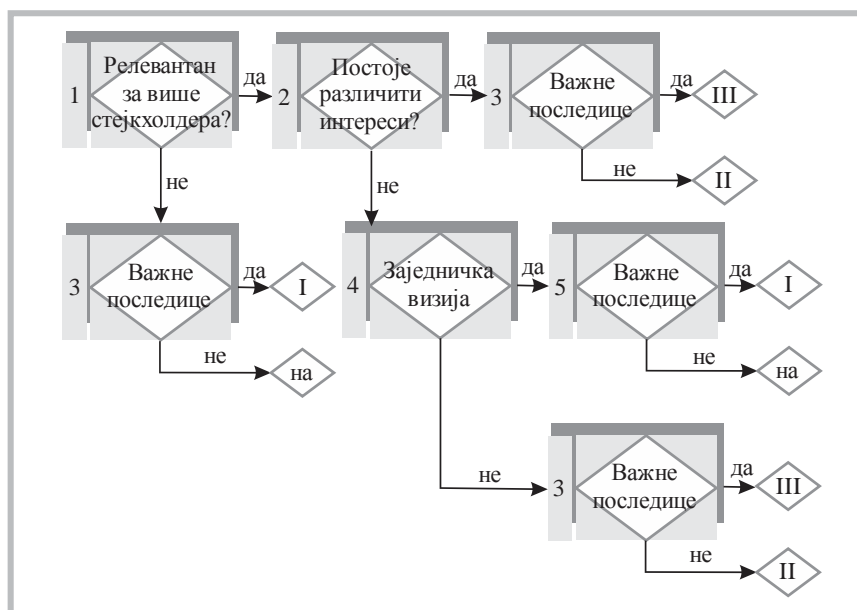 1
Релевантан
за више
стејкхолдера?
да
2
Постоје
различити
интереси?
да
3
Важне
последице
да
III
не
II
не
не
3
Важне
последице
да
I
не
на
4
Заједничка
визија
да
5
Важне
последице
да
I
не
на
не
3
Важне
последице
да
III
не
II